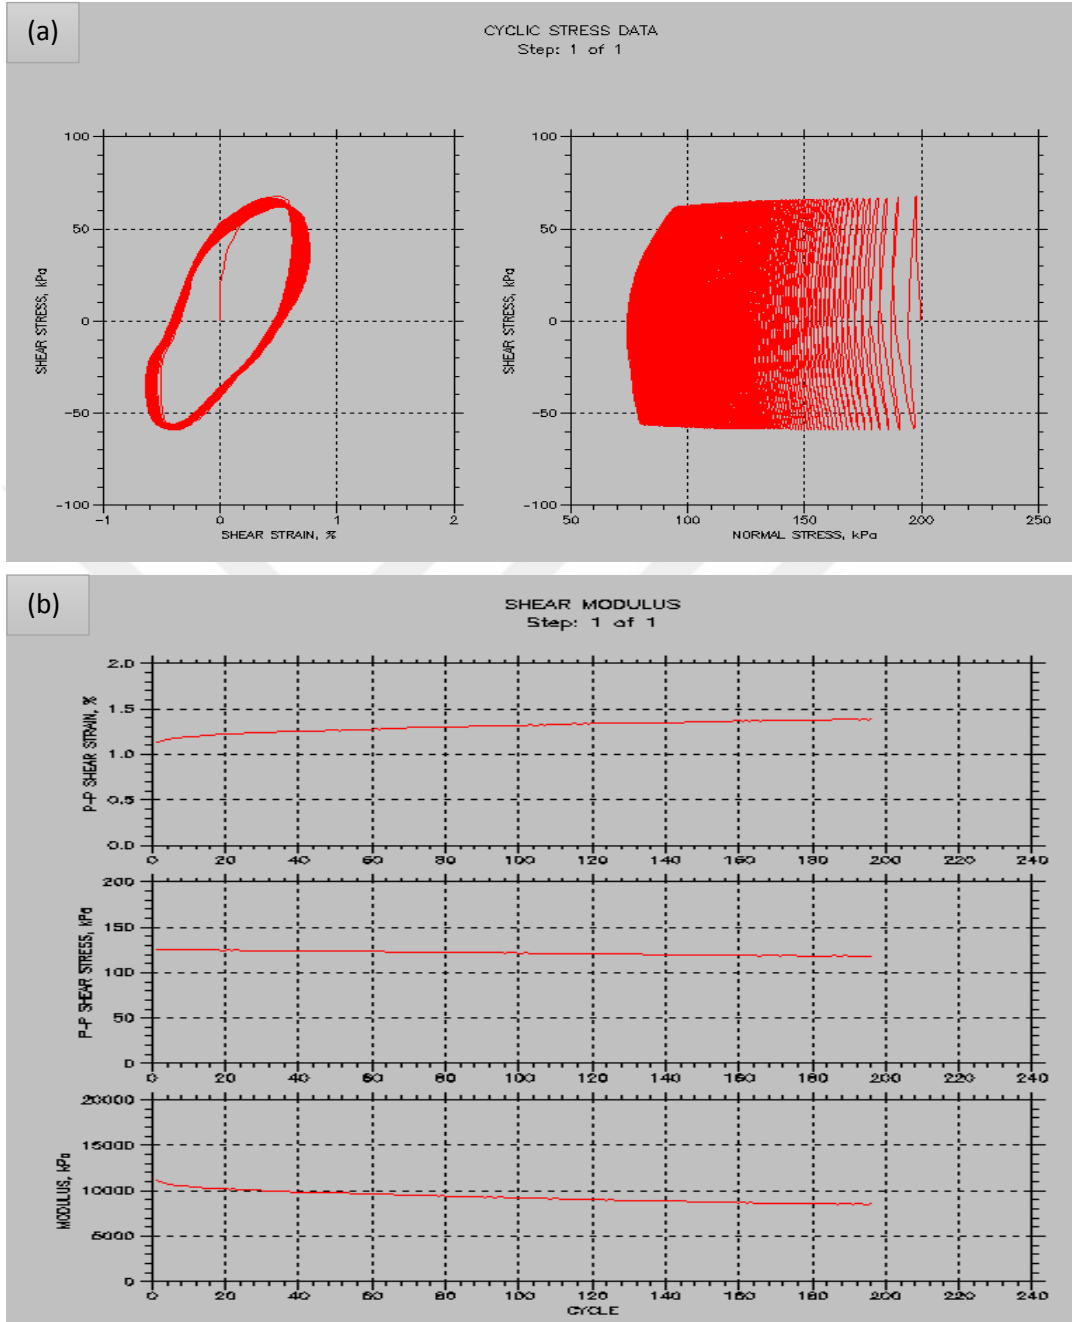 (a)
CYCLIC STRESS DATA
Step: 1 of 1
100
50
0
-50
-100
SHEAR STRESS, kPa
-1
0
1
2
SHEAR STRAIN, %
100
50
0
-50
-100
SHEAR STRESS, kPa
50
100
150
200
250
NORMAL STRESS, kPa
(b)
SHEAR MODULUS
Step: 1 of 1
2.0
1.5
1.0
0.5
0.0
P-P SHEAR STRAIN, %
0 20 40 60 80 100 120 140 160 180 200 220 240
200
150
100
50
0
P-P SHEAR STRESS, kPa
0 20 40 60 80 100 120 140 160 180 200 220 240
20000
15000
10000
5000
0
MODULUS, kPa
0 20 40 60 80 100 120 140 160 180 200 220 240
CYCLE